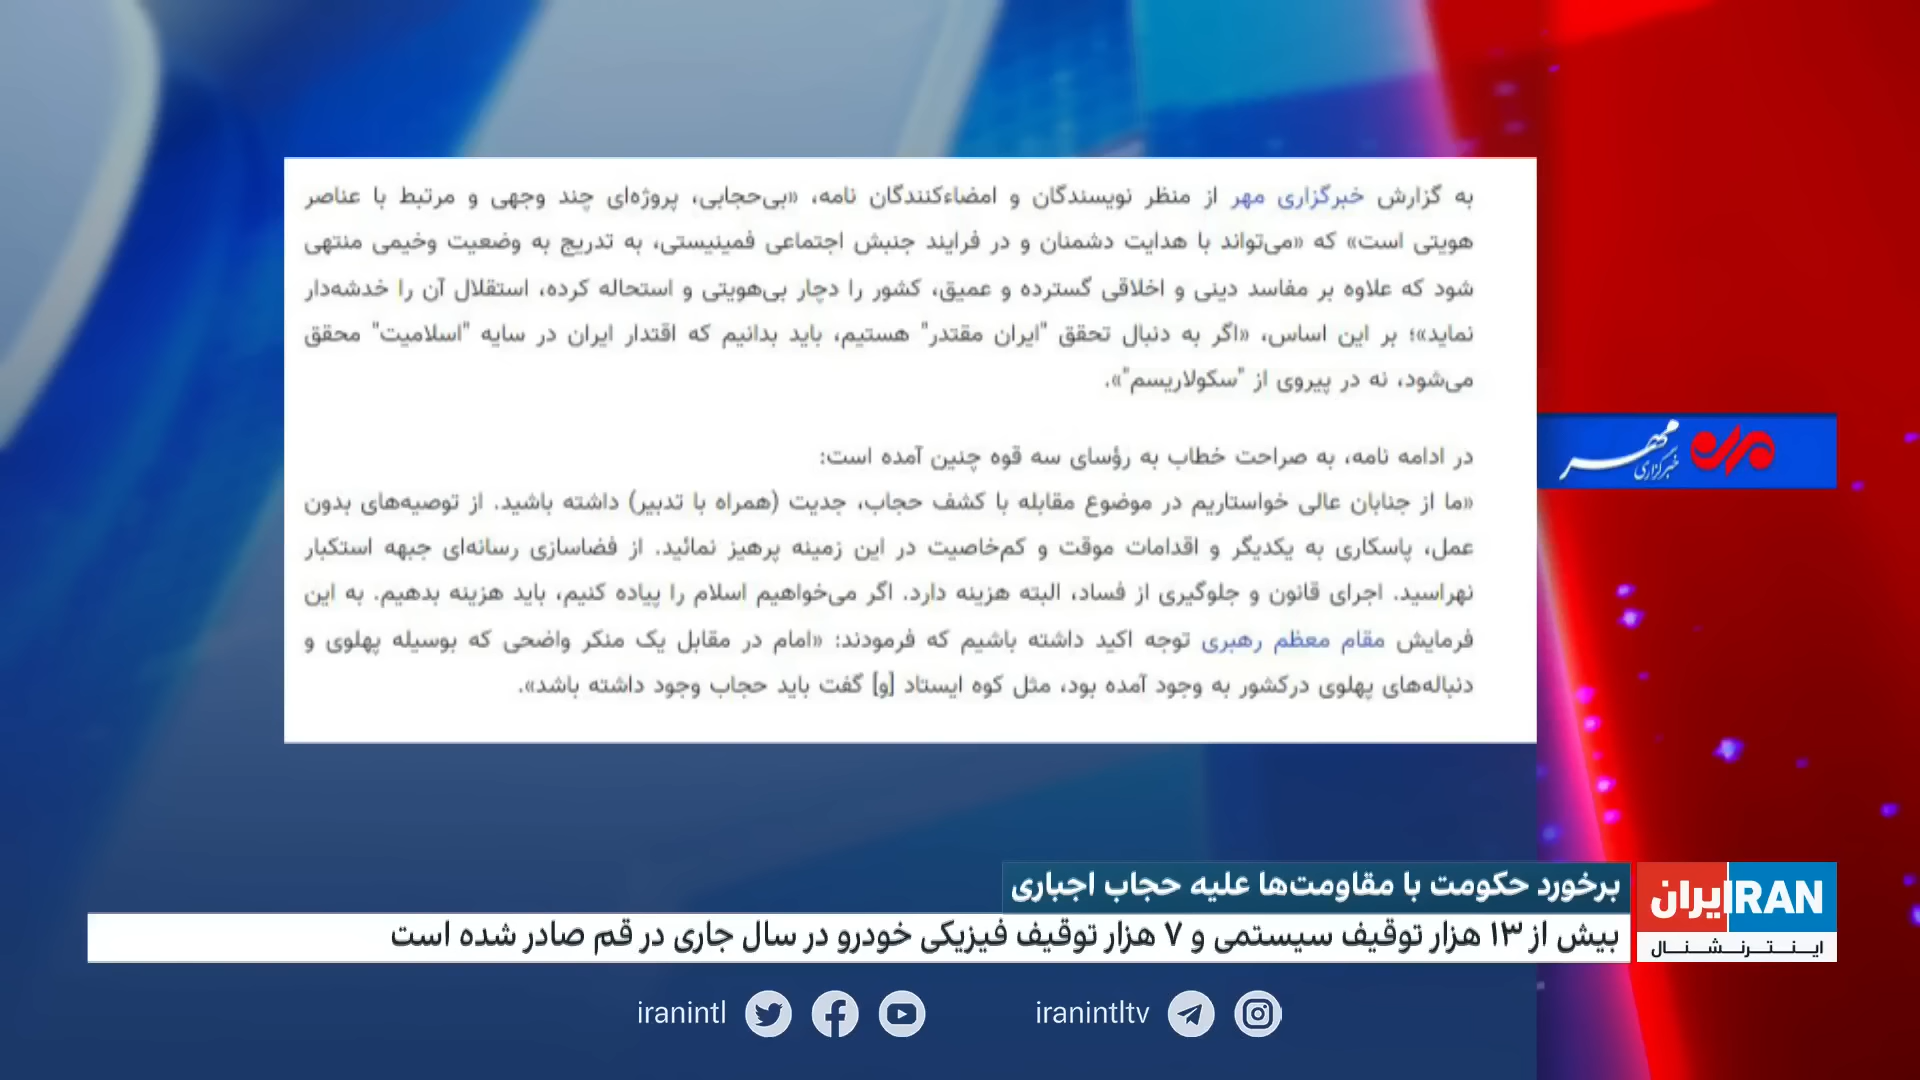 به گزارش خبرگزاری مهر از منظر نویسندگان و امضاءکنندگان نامه، «بی‌حجابی، پروژه‌ای چند وجهی و مرتبط با عناصر
هویتی است» که «می‌تواند با هدایت دشمنان و در فرایند جنبش اجتماعی فمینیستی، به تدریج به وضعیت وخیمی منتهی
شود که علاوه بر مفاسد دینی و اخلاقی گسترده و عمیق، کشور را دچار بی‌هویتی و استحاله کرده، استقلال آن را خدشه‌دار
نماید»؛ بر این اساس، «اگر به دنبال تحقق "ایران مقتدر" هستیم، باید بدانیم که اقتدار ایران در سایه "اسلامیت" محقق
می‌شود، نه در پیروی از "سکولاریسم"».
در ادامه نامه، به صراحت خطاب به رؤسای سه قوه چنین آمده است:
«ما از جنابان عالی خواستاریم در موضوع مقابله با کشف حجاب، جدیت (همراه با تدبیر) داشته باشید. از توصیه‌های بدون
عمل، پاسکاری به یکدیگر و اقدامات موقت و کم‌خاصیت در این زمینه پرهیز نمائید. از فضاسازی رسانه‌ای جبهه استکبار
نهراسید. اجرای قانون و جلوگیری از فساد، البته هزینه دارد. اگر می‌خواهیم اسلام را پیاده کنیم، باید هزینه بدهیم. به این
فرمایش مقام معظم رهبری توجه اکید داشته باشیم که فرمودند: «امام در مقابل یک منکر واضحی که بوسیله پهلوی و
دنباله‌های پهلوی درکشور به وجود آمده بود، مثل کوه ایستاد [و] گفت باید حجاب وجود داشته باشد».
خبرگزاری مهر
برخورد حکومت با مقاومت‌ها علیه حجاب اجباری
بیش از ۱۳ هزار توقیف سیستمی و ۷ هزار توقیف فیزیکی خودرو در سال جاری در قم صادر شده است
ایران IRAN
اینترنشنال
iranintl
iranintltv